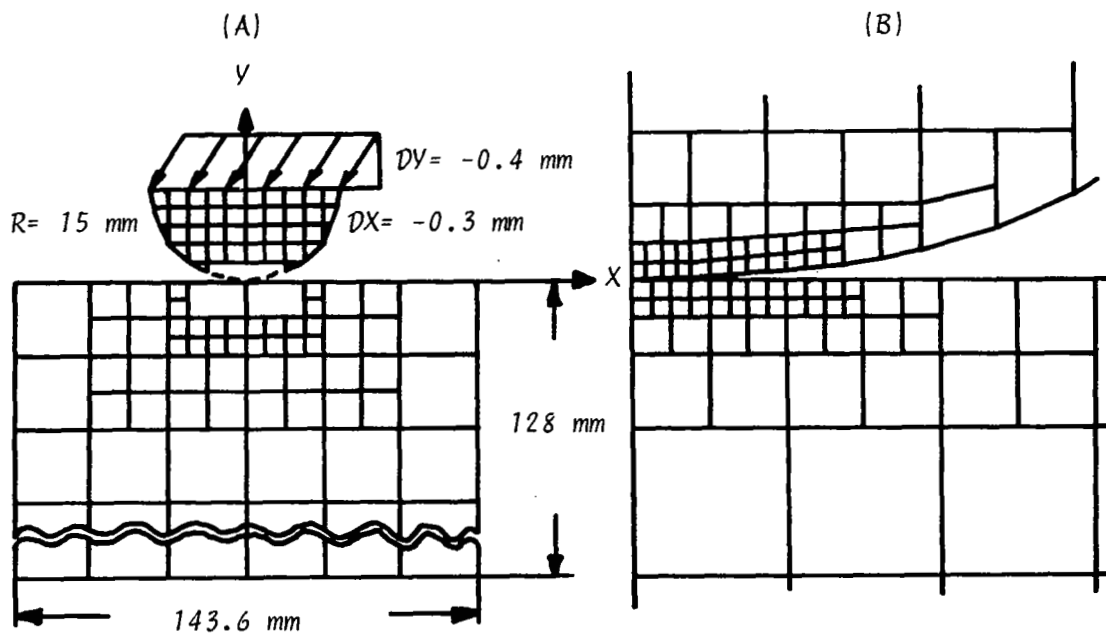 (A)
(B)
Y
DY= -0.4 mm
R= 15 mm
DX= -0.3 mm
X
128 mm
143.6 mm